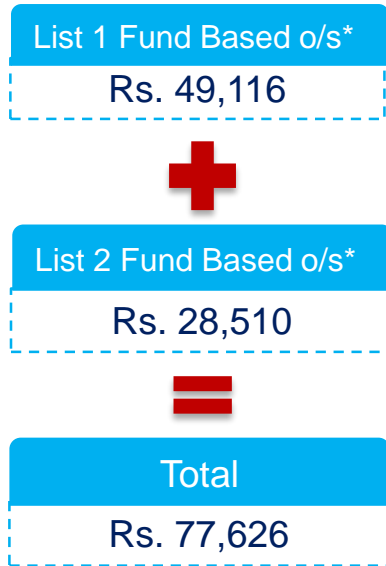 List 1 Fund Based o/s*
Rs. 49,116
List 2 Fund Based o/s*
Rs. 28,510
Total
Rs. 77,626